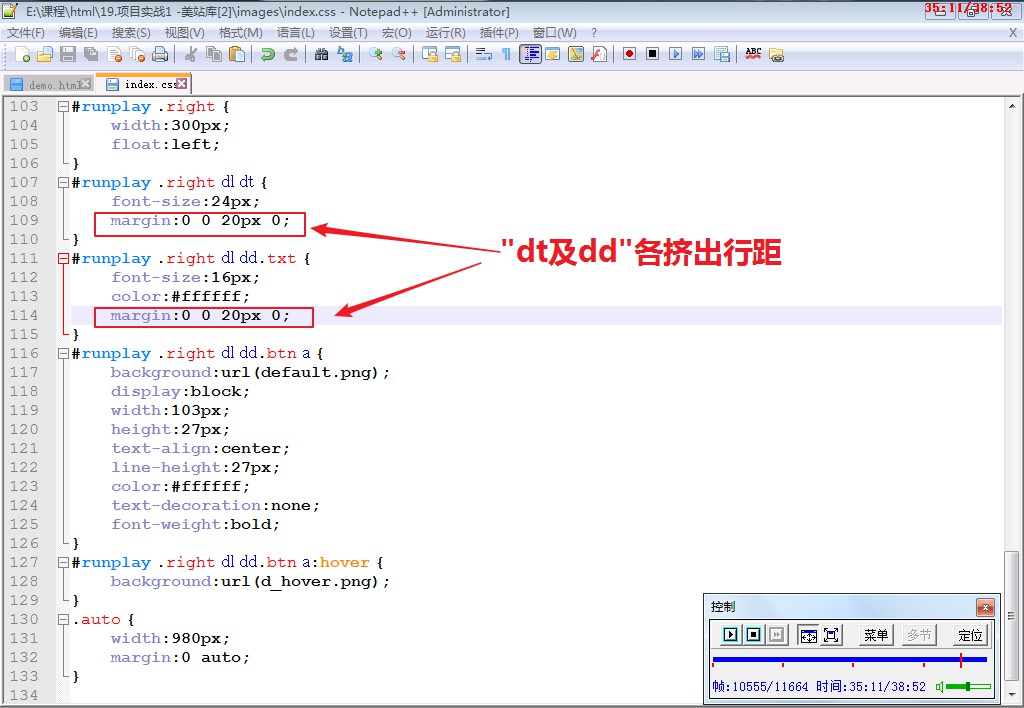 E:\课程\html\19.项目实战1 -美站库[2]\images\index.css - Notepad++ [Administrator]
35:11/38:52
文件(F) 编辑(E) 搜索(S) 视图(V) 格式(M) 语言(L) 设置(T) 宏(O) 运行(R) 插件(P) 窗口(W) ? X
ABC
demo.html index.css
103 #runplay .right {
104 width:300px;
105 float:left;
106 }
107 #runplay .right dl dt {
108 font-size:24px;
109 margin:0 0 20px 0;
110 }
"dt及dd"各挤出行距
111 #runplay .right dl dd.txt {
112 font-size:16px;
113 color:#ffffff;
114 margin:0 0 20px 0;
115 }
116 #runplay .right dl dd.btn a {
117 background:url(default.png);
118 display:block;
119 width:103px;
120 height:27px;
121 text-align:center;
122 line-height:27px;
123 color:#ffffff;
124 text-decoration:none;
125 font-weight:bold;
126 }
127 #runplay .right dl dd.btn a:hover {
128 background:url(d_hover.png);
129 }
130 .auto {
131 width:980px;
132 margin:0 auto;
133 }
134
控制
菜单 多节 定位
帧:10555/11664 时间:35:11/38:52